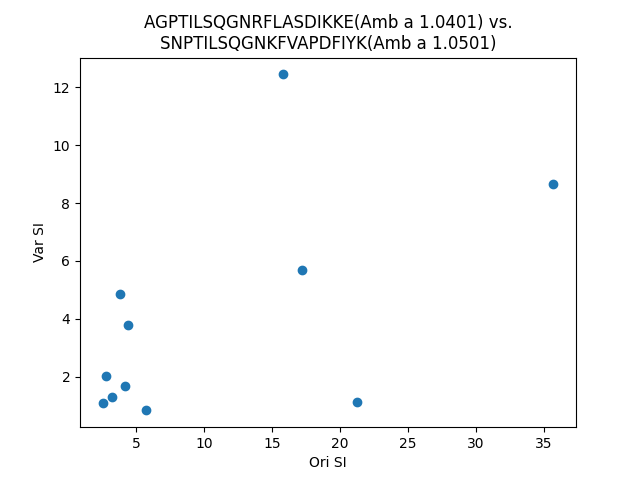 AGPTILSQGNRFLASDIKKE(Amb a 1.0401) vs.
SNPTILSQGNKFVAPDFIYK(Amb a 1.0501)
12
10
8
6
4
2
Var SI
5 10 15 20 25 30 35
Ori SI